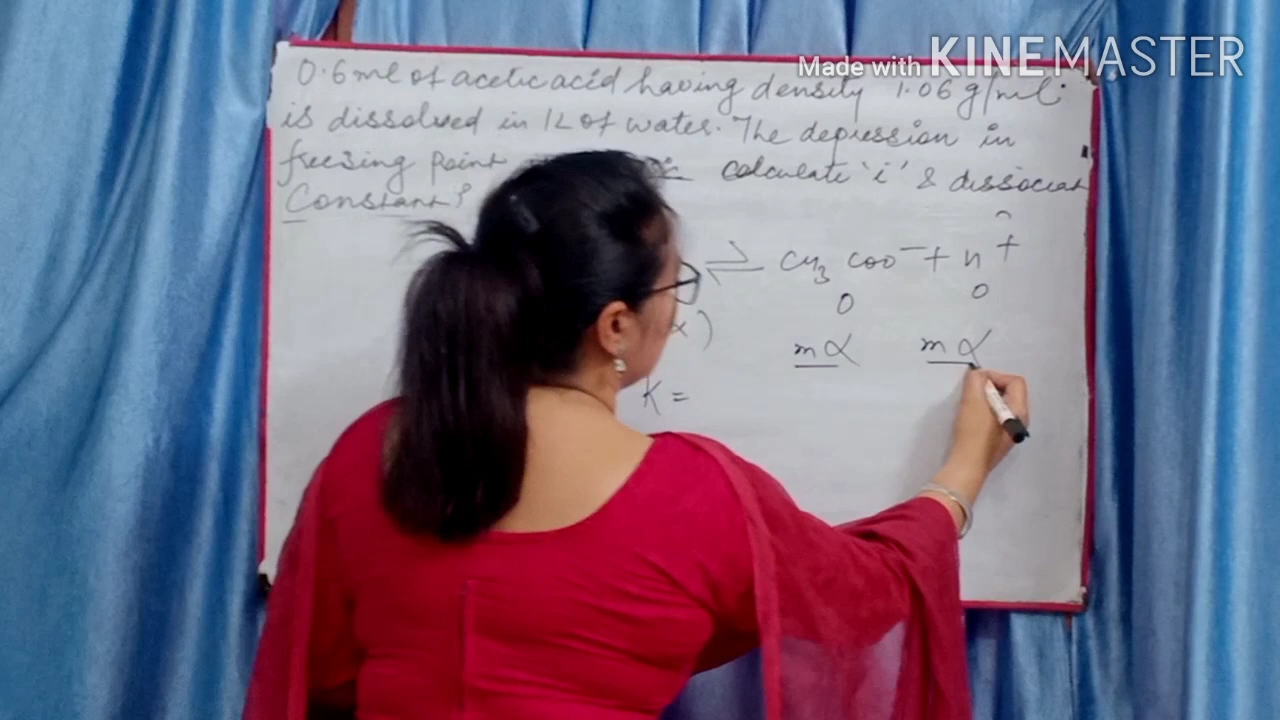 Made with KINEMASTER
0.6 ml of acetic acid having density 1.06 g/ml.
is dissolved in 1L of water. The depression in
freezing point calculate 'i' & dissociat
Constant?
⇌ CH3 COO⁻ + H⁺
0 0
α) mα mα
K =